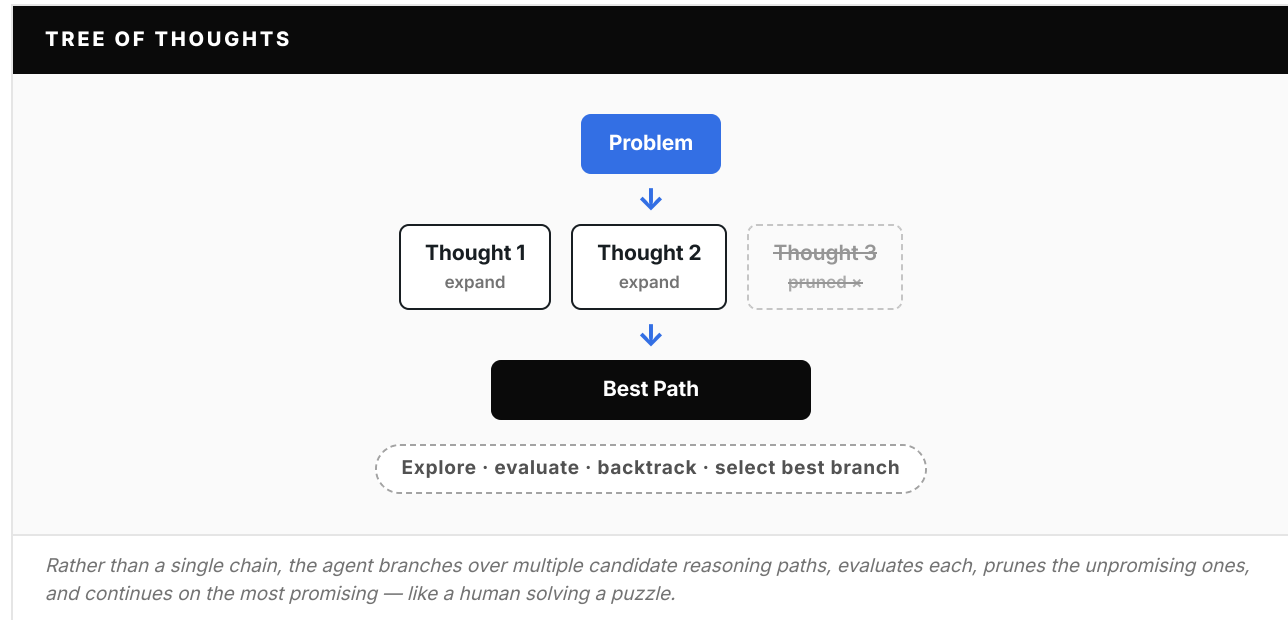 TREE OF THOUGHTS
Problem
Thought 1
expand
Thought 2
expand
Thought 3
pruned ×
Best Path
Explore · evaluate · backtrack · select best branch
Rather than a single chain, the agent branches over multiple candidate reasoning paths, evaluates each, prunes the unpromising ones,
and continues on the most promising — like a human solving a puzzle.